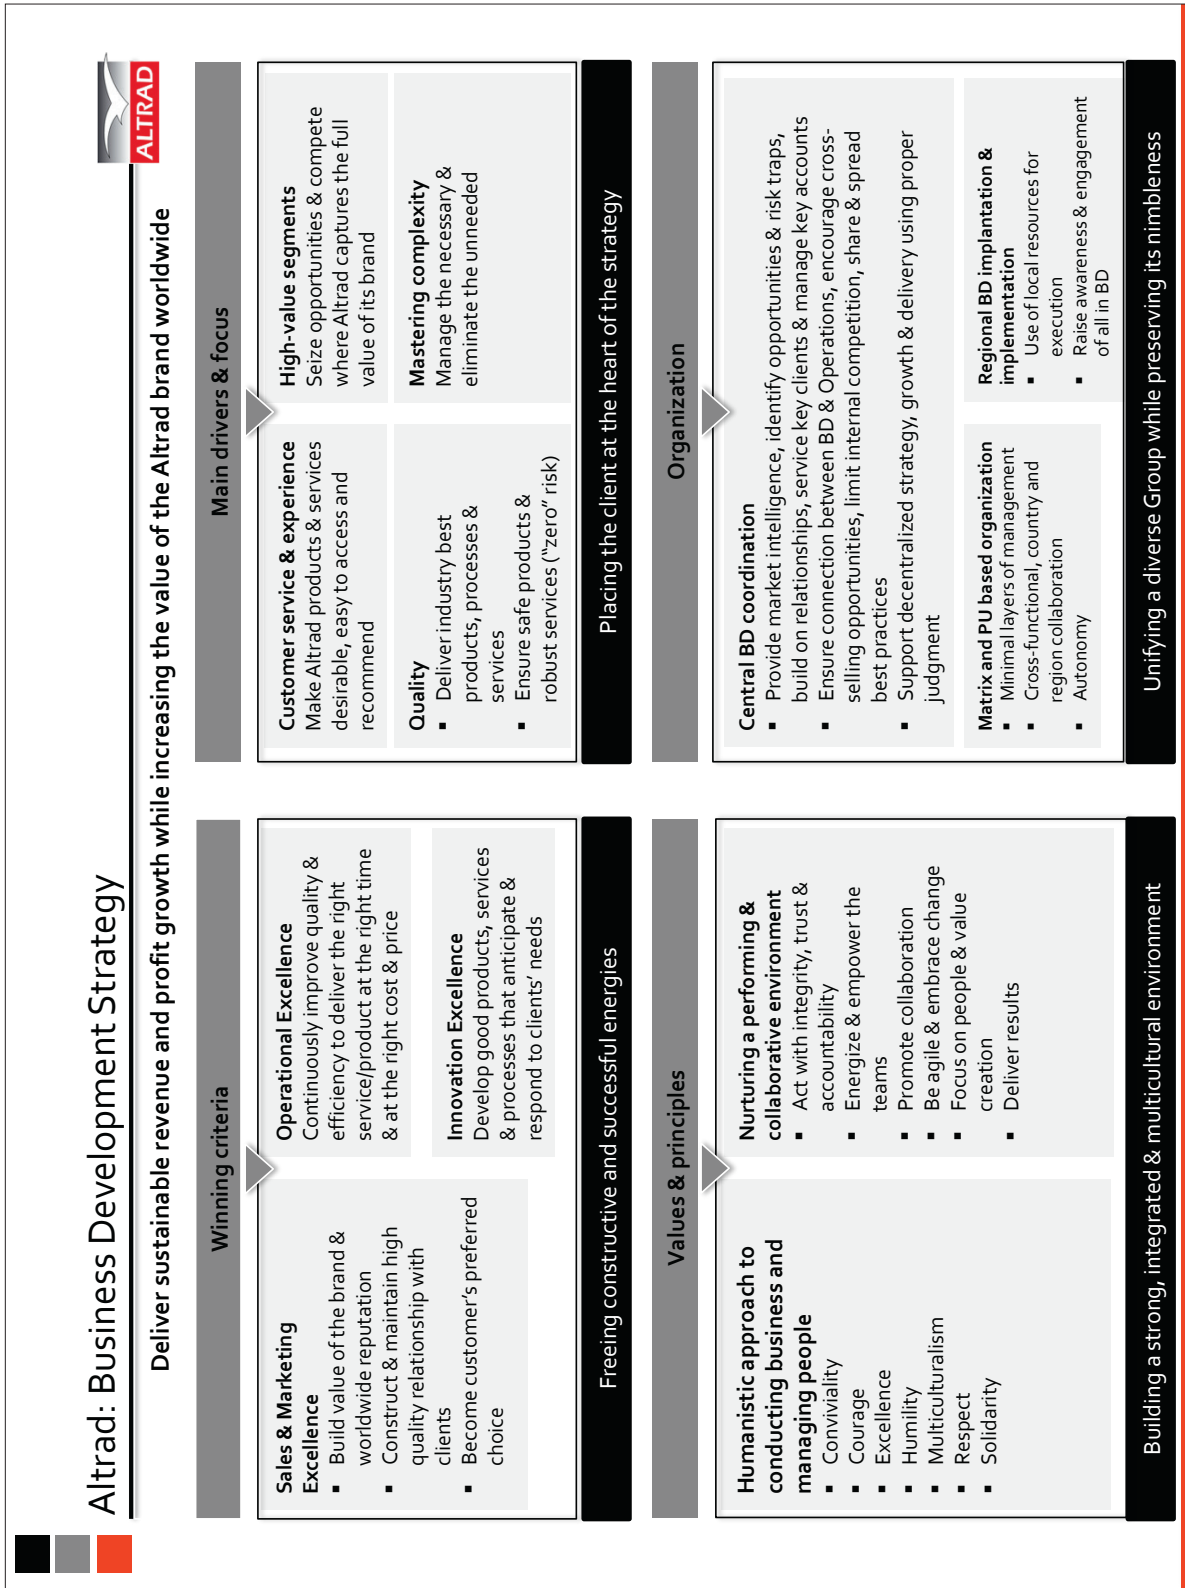 Altrad: Business Development Strategy
ALTRAD
Deliver sustainable revenue and profit growth while increasing the value of the Altrad brand worldwide
Winning criteria
Sales & Marketing
Excellence
▪ Build value of the brand &
worldwide reputation
▪ Construct & maintain high
quality relationship with
clients
▪ Become customer's preferred
choice
Operational Excellence
Continuously improve quality &
efficiency to deliver the right
service/product at the right time
& at the right cost & price
Innovation Excellence
Develop good products, services
& processes that anticipate &
respond to clients' needs
Freeing constructive and successful energies
Main drivers & focus
Customer service & experience
Make Altrad products & services
desirable, easy to access and
recommend
High-value segments
Seize opportunities & compete
where Altrad captures the full
value of its brand
Quality
▪ Deliver industry best
products, processes &
services
▪ Ensure safe products &
robust services ("zero" risk)
Mastering complexity
Manage the necessary &
eliminate the unneeded
Placing the client at the heart of the strategy
Values & principles
Humanistic approach to
conducting business and
managing people
▪ Conviviality
▪ Courage
▪ Excellence
▪ Humility
▪ Multiculturalism
▪ Respect
▪ Solidarity
Nurturing a performing &
collaborative environment
▪ Act with integrity, trust &
accountability
▪ Energize & empower the
teams
▪ Promote collaboration
▪ Be agile & embrace change
▪ Focus on people & value
creation
▪ Deliver results
Building a strong, integrated & multicultural environment
Organization
Central BD coordination
▪ Provide market intelligence, identify opportunities & risk traps,
build on relationships, service key clients & manage key accounts
▪ Ensure connection between BD & Operations, encourage cross-
selling opportunities, limit internal competition, share & spread
best practices
▪ Support decentralized strategy, growth & delivery using proper
judgment
Matrix and PU based organization
▪ Minimal layers of management
▪ Cross-functional, country and
region collaboration
▪ Autonomy
Regional BD implantation &
implementation
▪ Use of local resources for
execution
▪ Raise awareness & engagement
of all in BD
Unifying a diverse Group while preserving its nimbleness